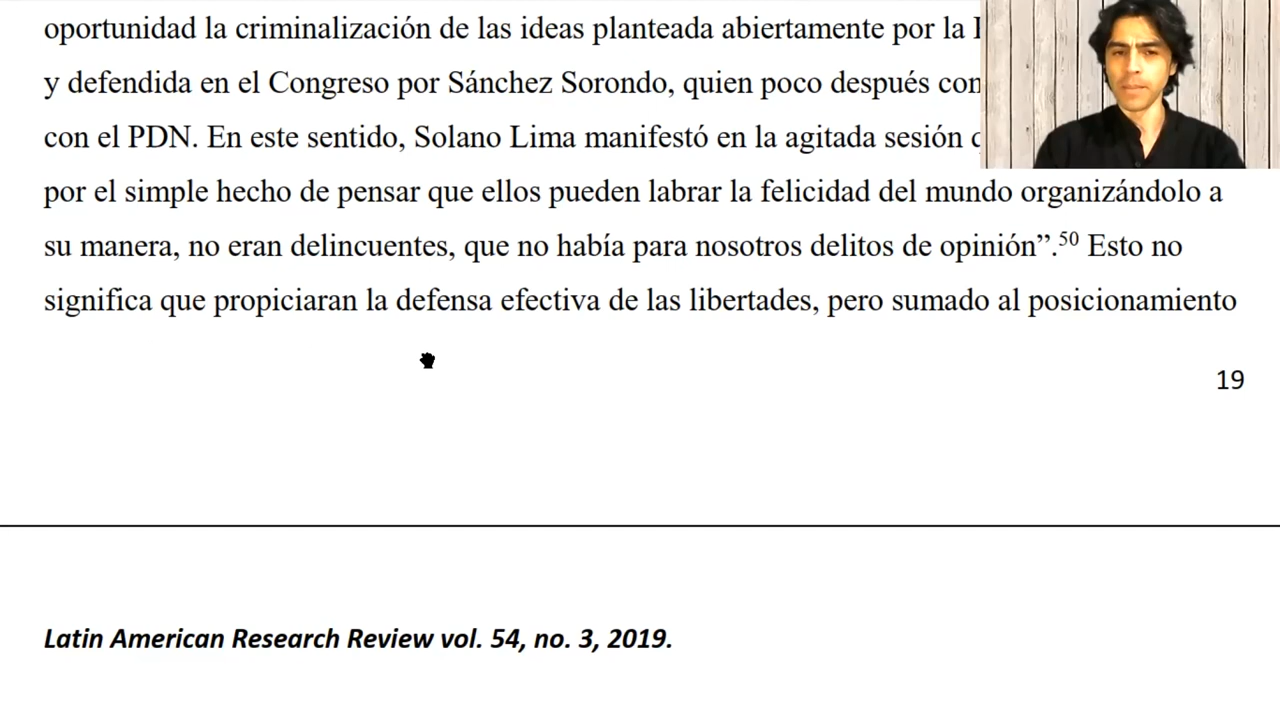 oportunidad la criminalización de las ideas planteada abiertamente por la
y defendida en el Congreso por Sánchez Sorondo, quien poco después
con el PDN. En este sentido, Solano Lima manifestó en la agitada sesión
por el simple hecho de pensar que ellos pueden labrar la felicidad del mundo organizándolo a
su manera, no eran delincuentes, que no había para nosotros delitos de opinión”.⁵⁰ Esto no
significa que propiciaran la defensa efectiva de las libertades, pero sumado al posicionamiento
19
Latin American Research Review vol. 54, no. 3, 2019.